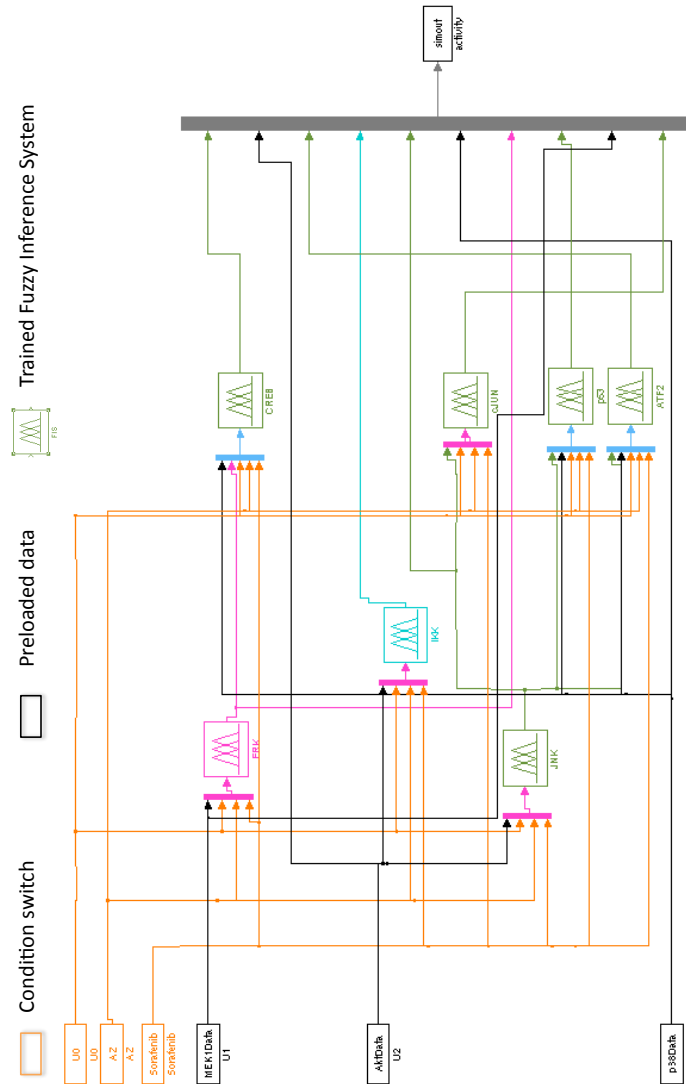 Condition switch
Preloaded data
Trained Fuzzy Inference System
FIS
U0
U0
AZ
AZ
Sorafenib
Sorafenib
MEK1Data
U1
AktData
U2
p38Data
ERK
JNK
IKK
CREB
cJUN
p53
ATF2
simout
activity